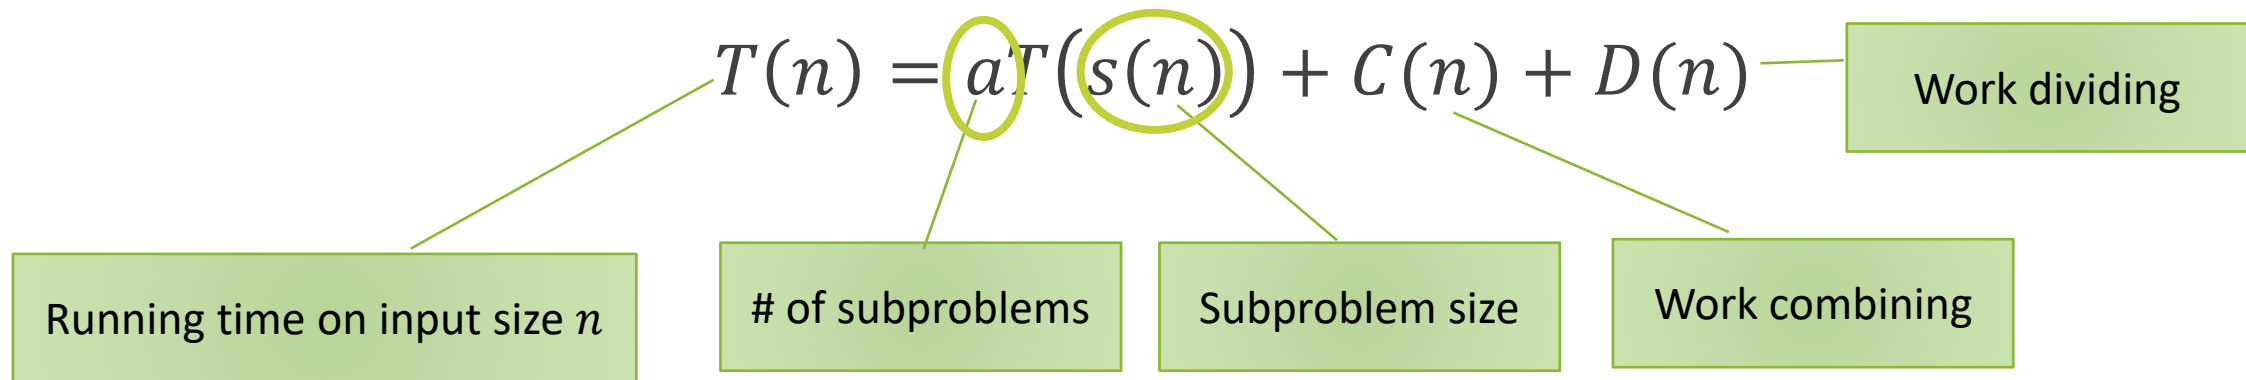 T(n) = aT(s(n)) + C(n) + D(n)
Work dividing
Running time on input size n
# of subproblems
Subproblem size
Work combining